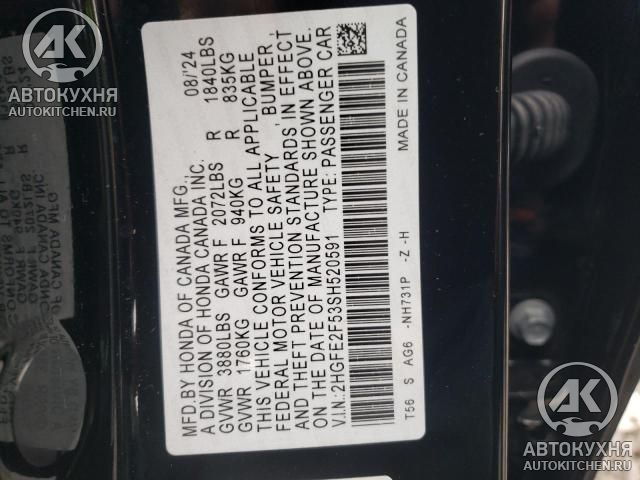 MFD.BY HONDA OF CANADA MFG., 08/'24
A DIVISION OF HONDA CANADA INC.
GVWR 3880LBS GAWR F 2072LBS R 1840LBS
GVWR 1760KG GAWR F 940KG R 835KG
THIS VEHICLE CONFORMS TO ALL APPLICABLE
FEDERAL MOTOR VEHICLE SAFETY, BUMPER,
AND THEFT PREVENTION STANDARDS IN EFFECT
ON THE DATE OF MANUFACTURE SHOWN ABOVE.
V.I.N.:2HGFE2F53SH520591 TYPE: PASSENGER CAR
T56 S AG6 -NH731P -Z -H MADE IN CANADA
АК
АВТОКУХНЯ
AUTOKITCHEN.RU
АК
АВТОКУХНЯ
AUTOKITCHEN.RU